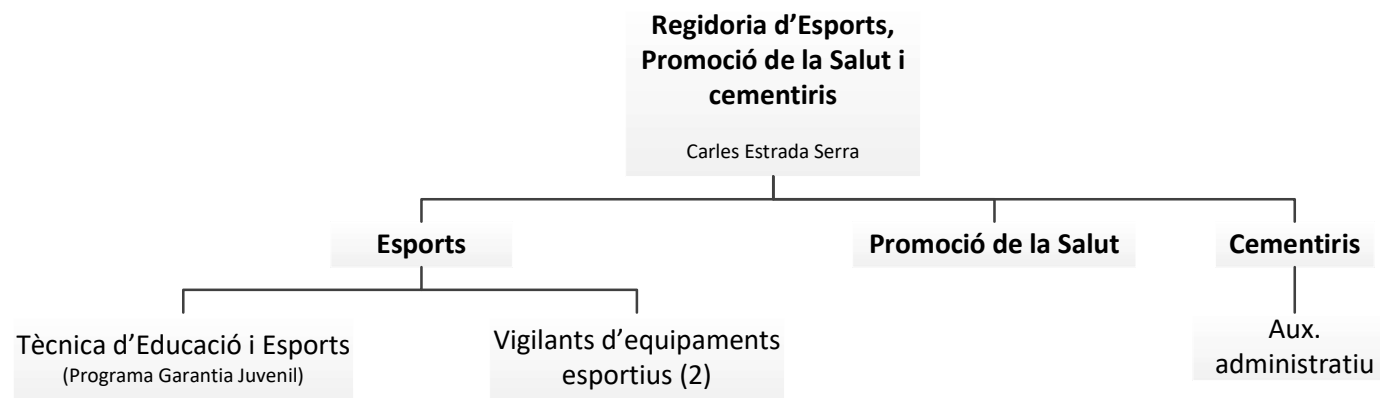 Regidoria d’Esports,
Promoció de la Salut i
cementiris
Carles Estrada Serra
Esports
Promoció de la Salut
Cementiris
Tècnica d’Educació i Esports
(Programa Garantia Juvenil)
Vigilants d’equipaments
esportius (2)
Aux.
administratiu